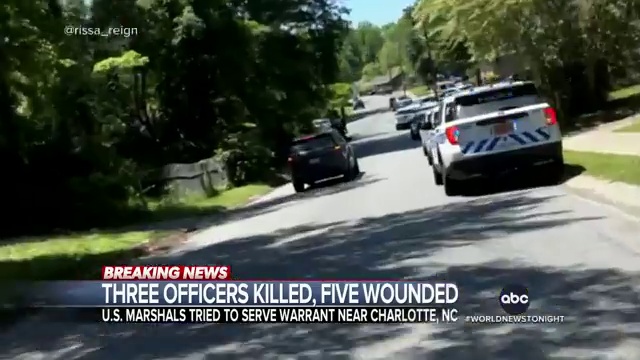 @rissa_reign
BREAKING NEWS
THREE OFFICERS KILLED, FIVE WOUNDED
abc
U.S. MARSHALS TRIED TO SERVE WARRANT NEAR CHARLOTTE, NC
#WORLDNEWSTONIGHT